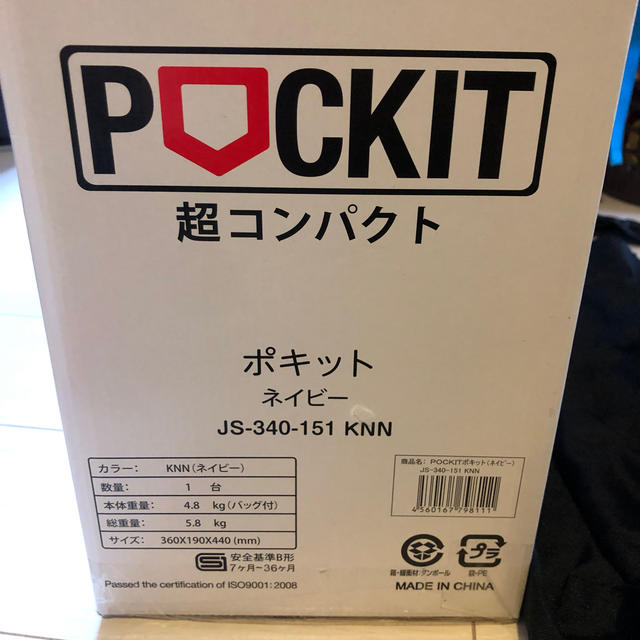 POCKIT
超コンパクト
ポキット
ネイビー
JS-340-151 KNN
カラー： KNN（ネイビー）
数量： 1 台
本体重量： 4.8 kg（バッグ付）
総重量： 5.8 kg
サイズ： 360X190X440 (mm)
安全基準B形
7ヶ月〜36ヶ月
Passed the certification of ISO9001:2008
商品名： POCKITポキット（ネイビー）
JS-340-151 KNN
4560167798111
箱・緩衝材:ダンボール
プラ
袋・PE
MADE IN CHINA